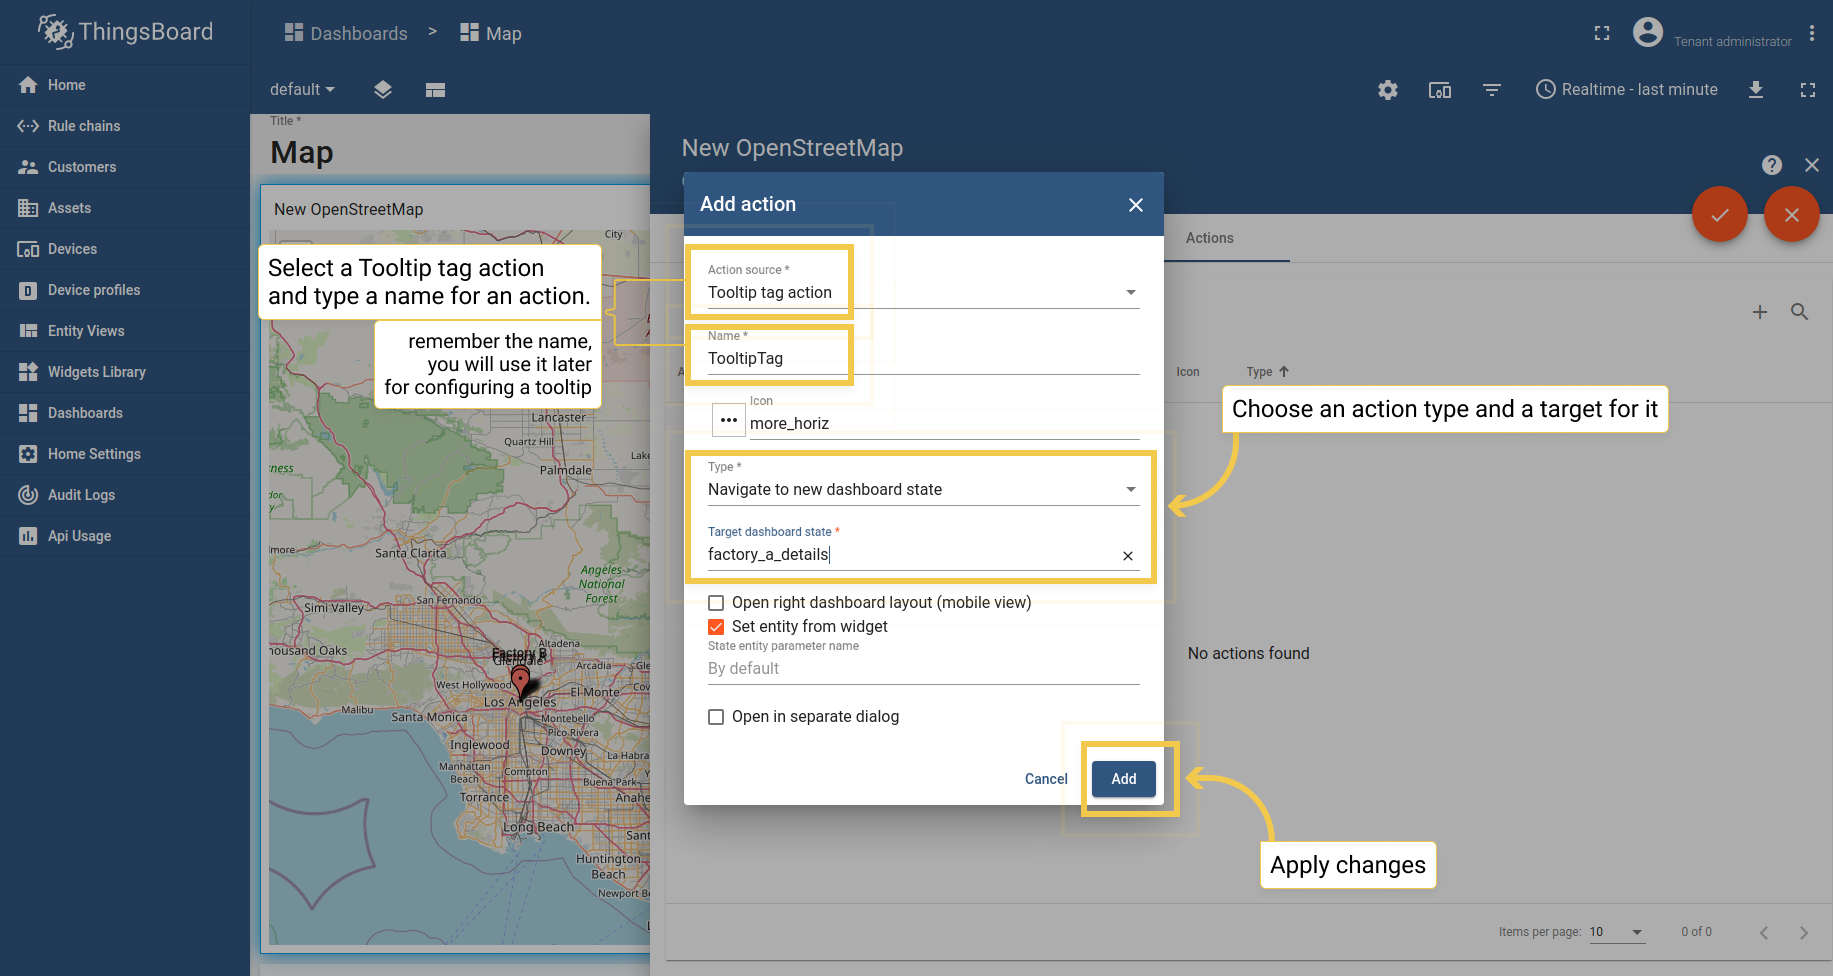 ThingsBoard
Dashboards > Map
Tenant administrator
Home
Rule chains
Customers
Assets
Devices
Device profiles
Entity Views
Widgets Library
Dashboards
Home Settings
Audit Logs
Api Usage
default
Realtime - last minute
Title *
Map
New OpenStreetMap
City
Select a Tooltip tag action
and type a name for an action.
remember the name,
you will use it later
for configuring a tooltip
Lancaster
Quartz Hill
Lake
Palmdale
Santa Clarita
Angeles
National
Forest
San Fernando
Simi Valley
Altadena
Factory B
Glendale
Arcadia
West Hollywood
El-Monte
Los Angeles
Malibu
Santa Monica
Montebello
Pico Rivera
Inglewood
Downey
La Habra
Manhattan
Beach
Compton
Buena Park
Anahe
Torrance
Long Beach
Sant
Huntington
Beach
Newport B
New OpenStreetMap
Actions
Icon
Type
No actions found
Items per page: 10
0 of 0
Add action
Action source *
Tooltip tag action
Name *
TooltipTag
Icon
more_horiz
Type *
Navigate to new dashboard state
Target dashboard state *
factory_a_details
Open right dashboard layout (mobile view)
Set entity from widget
State entity parameter name
By default
Open in separate dialog
Cancel
Add
Choose an action type and a target for it
Apply changes